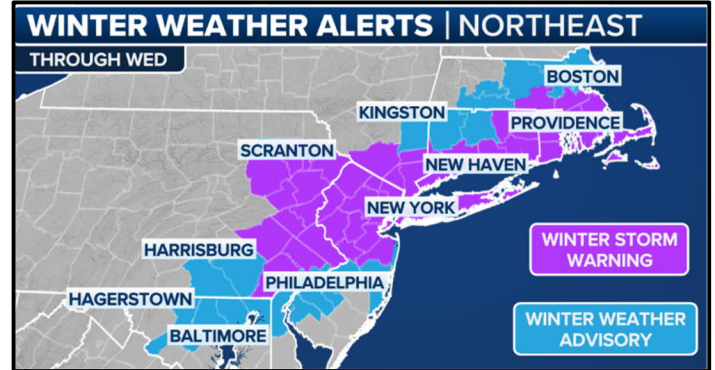 WINTER WEATHER ALERTS | NORTHEAST
THROUGH WED
BOSTON
KINGSTON
PROVIDENCE
SCRANTON
NEW HAVEN
NEW YORK
WINTER STORM
WARNING
HARRISBURG
PHILADELPHIA
HAGERSTOWN
BALTIMORE
WINTER WEATHER
ADVISORY